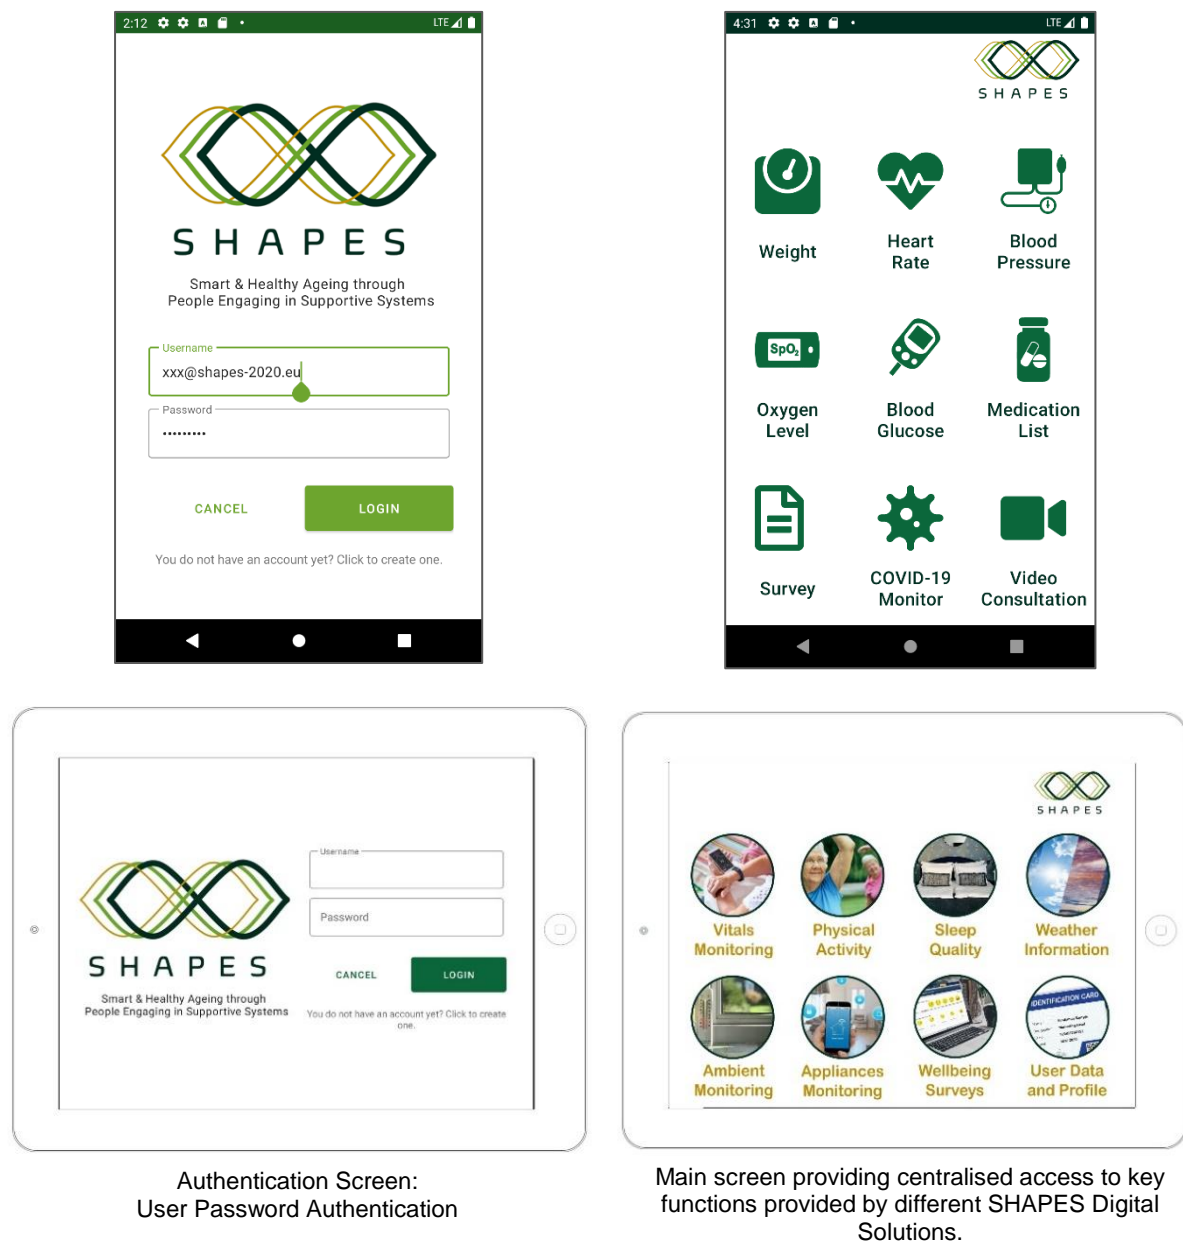 2:12
LTE
SHAPES
Smart & Healthy Ageing through
People Engaging in Supportive Systems
Username
xxx@shapes-2020.eu
Password
•••••••••
CANCEL
LOGIN
You do not have an account yet? Click to create one.
4:31
LTE
SHAPES
Weight
Heart
Rate
Blood
Pressure
SpO₂
Oxygen
Level
Blood
Glucose
Medication
List
Survey
COVID-19
Monitor
Video
Consultation
SHAPES
Smart & Healthy Ageing through
People Engaging in Supportive Systems
Username
Password
CANCEL
LOGIN
You do not have an account yet? Click to create
one.
SHAPES
Vitals
Monitoring
Physical
Activity
Sleep
Quality
Weather
Information
Ambient
Monitoring
Appliances
Monitoring
Wellbeing
Surveys
IDENTIFICATION CARD
User Data
and Profile
Authentication Screen:
User Password Authentication
Main screen providing centralised access to key
functions provided by different SHAPES Digital
Solutions.